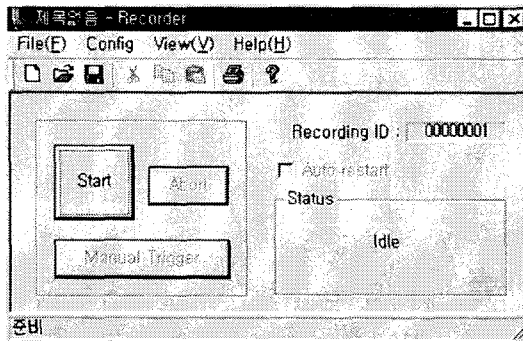 제목없음 - Recorder
File(F) Config View(V) Help(H)
Recording ID : 00000001
Start
Abort
Auto restart
Status
Manual Trigger
Idle
준비